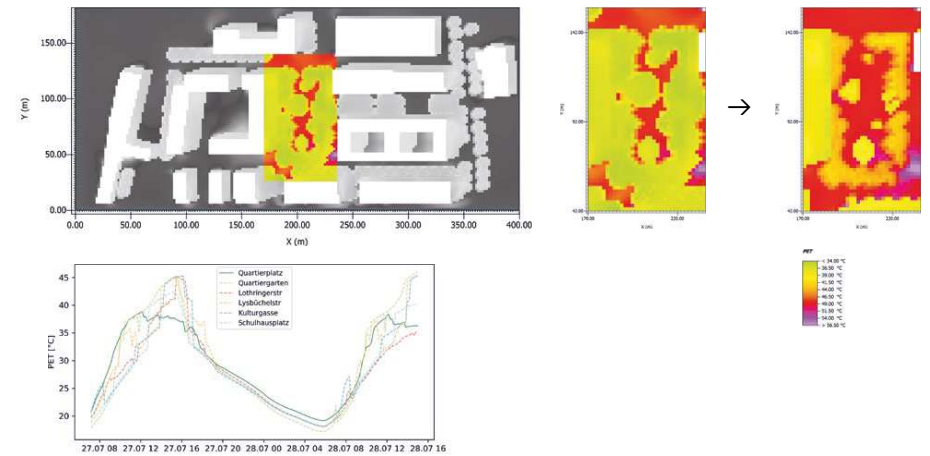 150.00
100.00
50.00
0.00
Y (m)
0.00 50.00 100.00 150.00 200.00 250.00 300.00 350.00 400.00
X (m)
142.00
92.00
42.00
Y (m)
170.00 220.00
X (m)
→
142.00
92.00
42.00
Y (m)
170.00 220.00
X (m)
PET
< 34.00 °C
36.50 °C
39.00 °C
41.50 °C
44.00 °C
46.50 °C
49.00 °C
51.50 °C
54.00 °C
> 56.50 °C
45
40
35
30
25
20
PET [°C]
Quartierplatz
Quartiergarten
Lothringerstr
Lysbüchelstr
Kulturgasse
Schulhausplatz
27.07 08 27.07 12 27.07 16 27.07 20 28.07 00 28.07 04 28.07 08 28.07 12 28.07 16